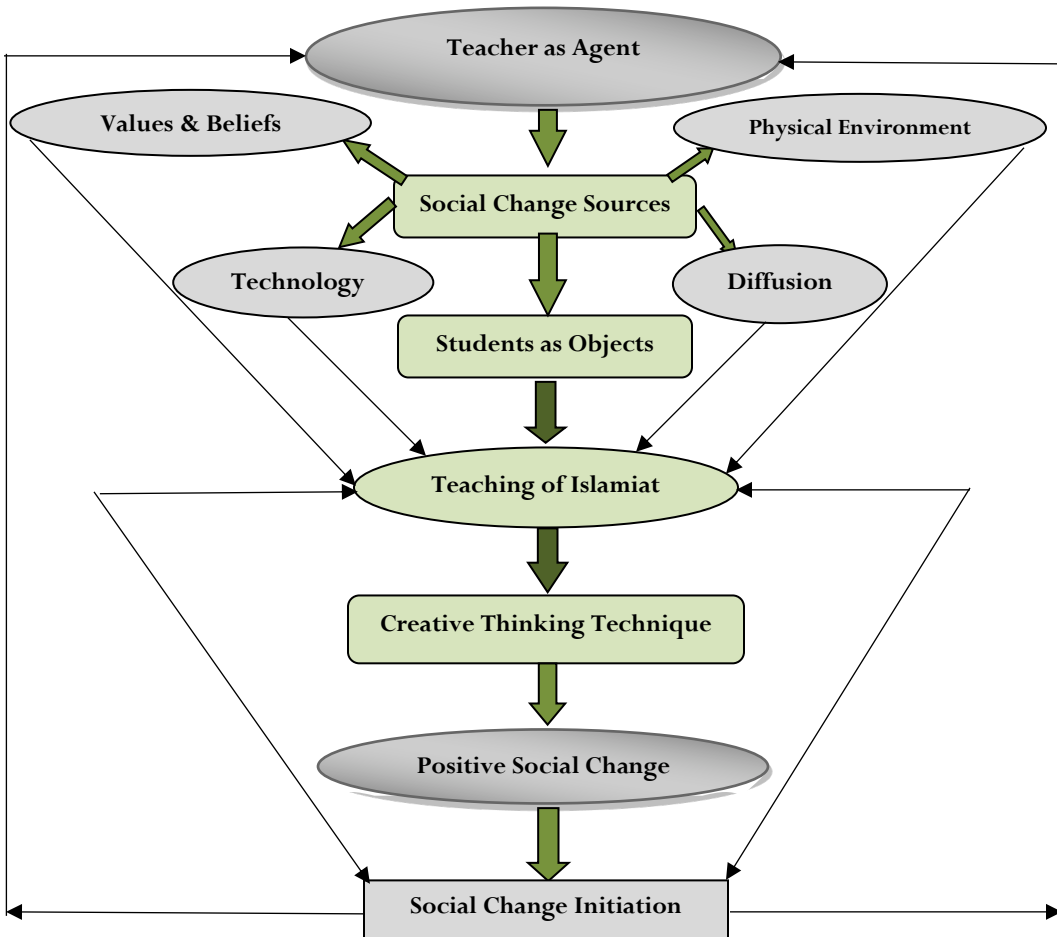 Teacher as Agent
Values & Beliefs
Physical Environment
Social Change Sources
Technology
Diffusion
Students as Objects
Teaching of Islamiat
Creative Thinking Technique
Positive Social Change
Social Change Initiation